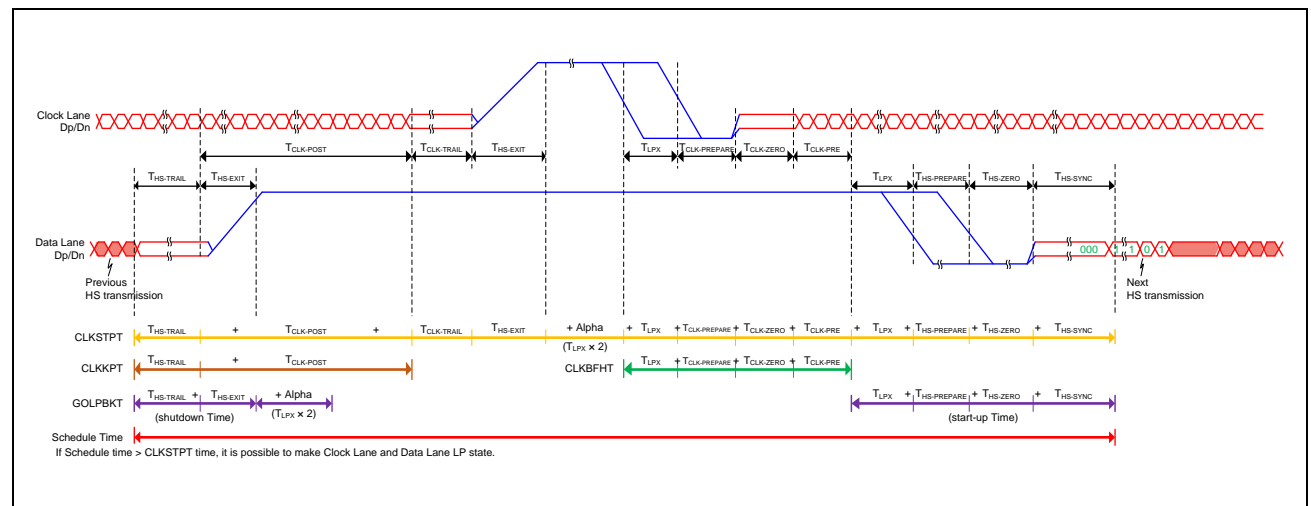 Clock Lane
Dp/Dn
TCLK-POST TCLK-TRAIL THS-EXIT TLPX TCLK-PREPARE TCLK-ZERO TCLK-PRE
THS-TRAIL THS-EXIT TLPX THS-PREPARE THS-ZERO THS-SYNC
Data Lane
Dp/Dn
000 1 1 0 1
Previous
HS transmission
Next
HS transmission
CLKSTPT THS-TRAIL + TCLK-POST + TCLK-TRAIL THS-EXIT + Alpha + TLPX + TCLK-PREPARE + TCLK-ZERO + TCLK-PRE + TLPX + THS-PREPARE + THS-ZERO + THS-SYNC
(TLPX × 2)
CLKKPT THS-TRAIL + TCLK-POST CLKBFHT TLPX + TCLK-PREPARE + TCLK-ZERO + TCLK-PRE
GOLPBKT THS-TRAIL + THS-EXIT + Alpha TLPX + THS-PREPARE + THS-ZERO + THS-SYNC
(shutdown Time) (TLPX × 2) (start-up Time)
Schedule Time
If Schedule time > CLKSTPT time, it is possible to make Clock Lane and Data Lane LP state.